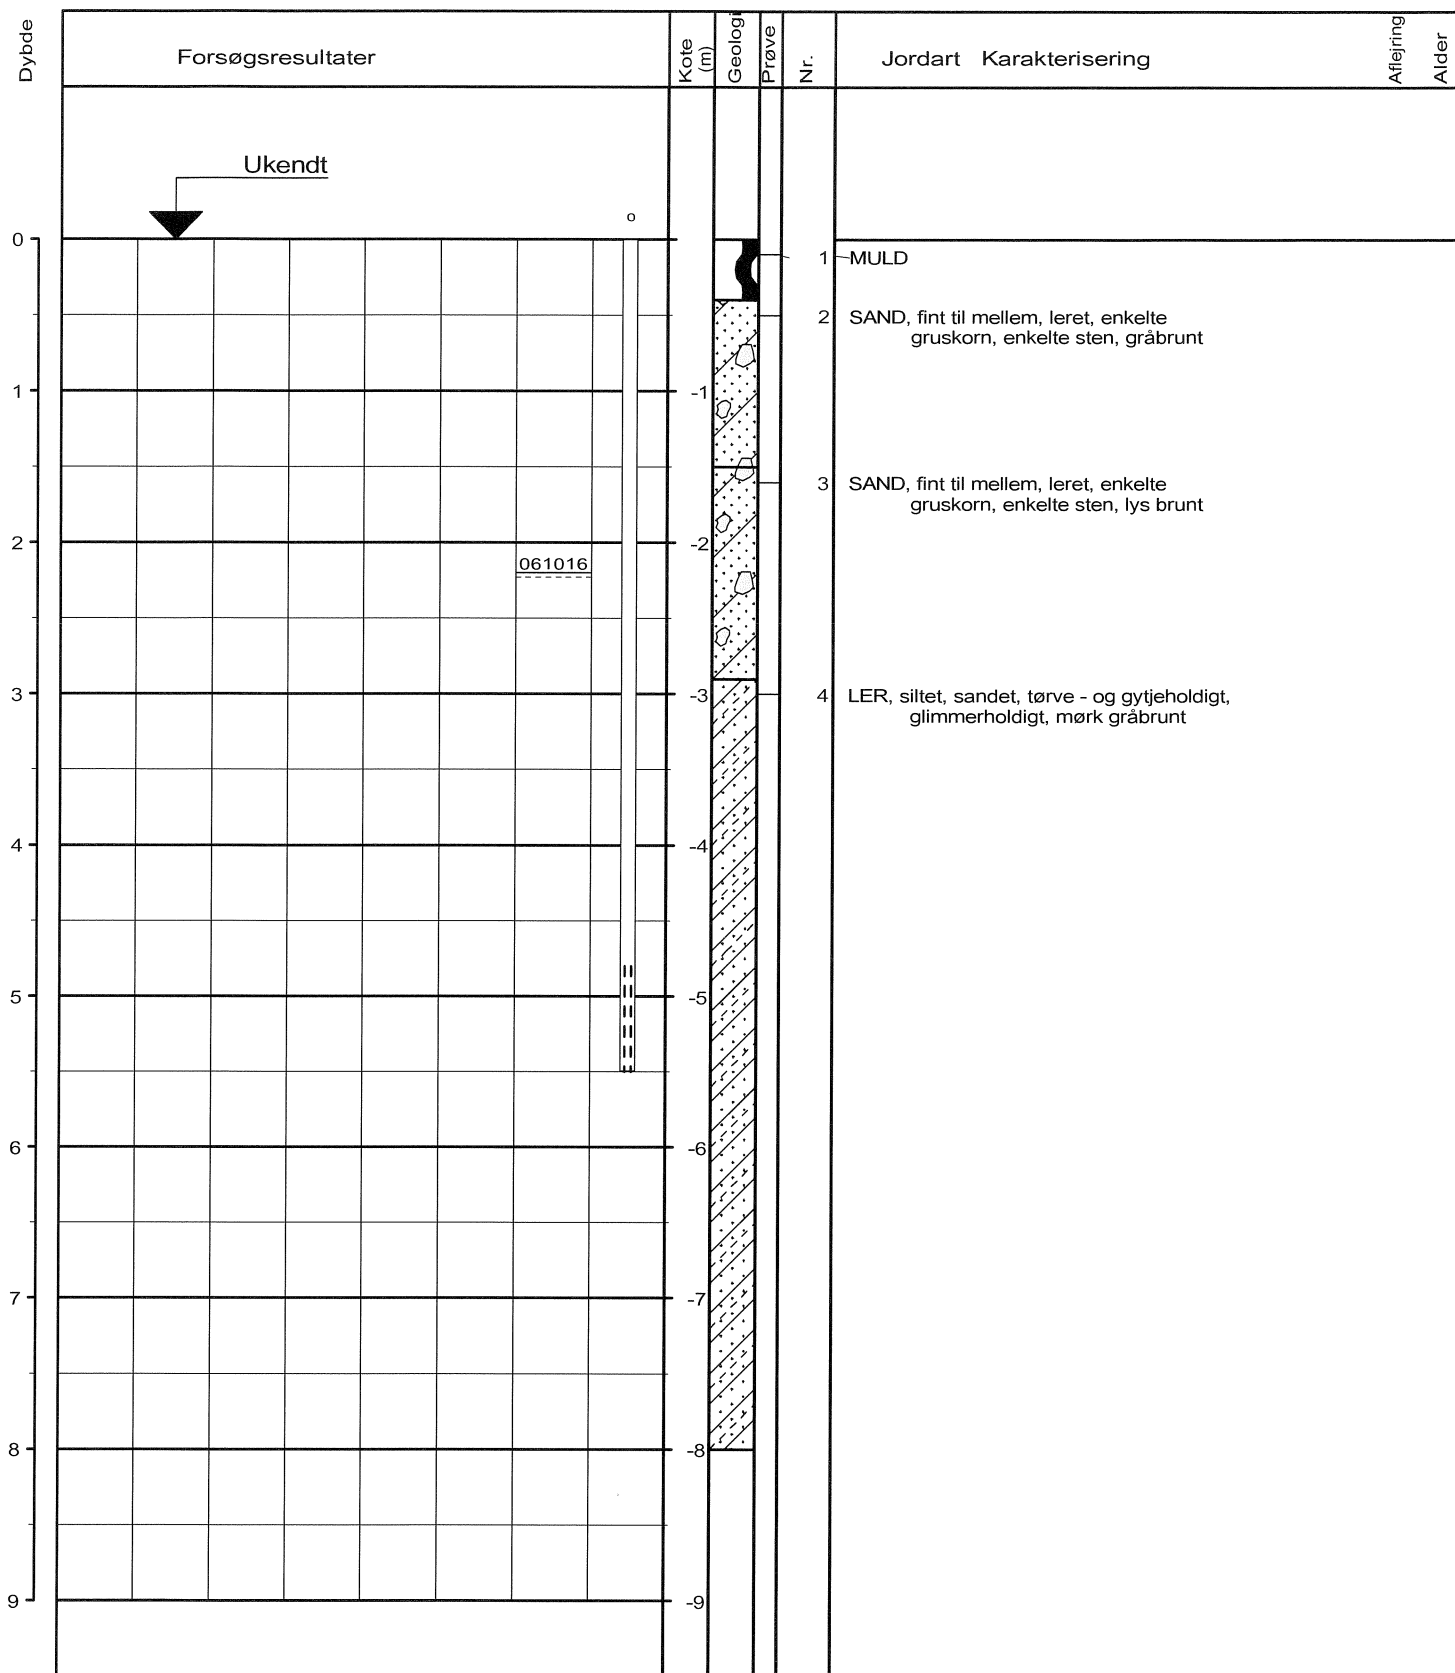 Dybde
Forsøgsresultater
Kote
(m)
Geologi
Prøve
Nr.
Jordart Karakterisering
Aflejring
Alder
Ukendt
o
0
1 MULD
2 SAND, fint til mellem, leret, enkelte
gruskorn, enkelte sten, gråbrunt
1 -1
3 SAND, fint til mellem, leret, enkelte
gruskorn, enkelte sten, lys brunt
2 -2
061016
3 -3 4 LER, siltet, sandet, tørve - og gytjeholdigt,
glimmerholdigt, mørk gråbrunt
4 -4
5 -5
6 -6
7 -7
8 -8
9 -9